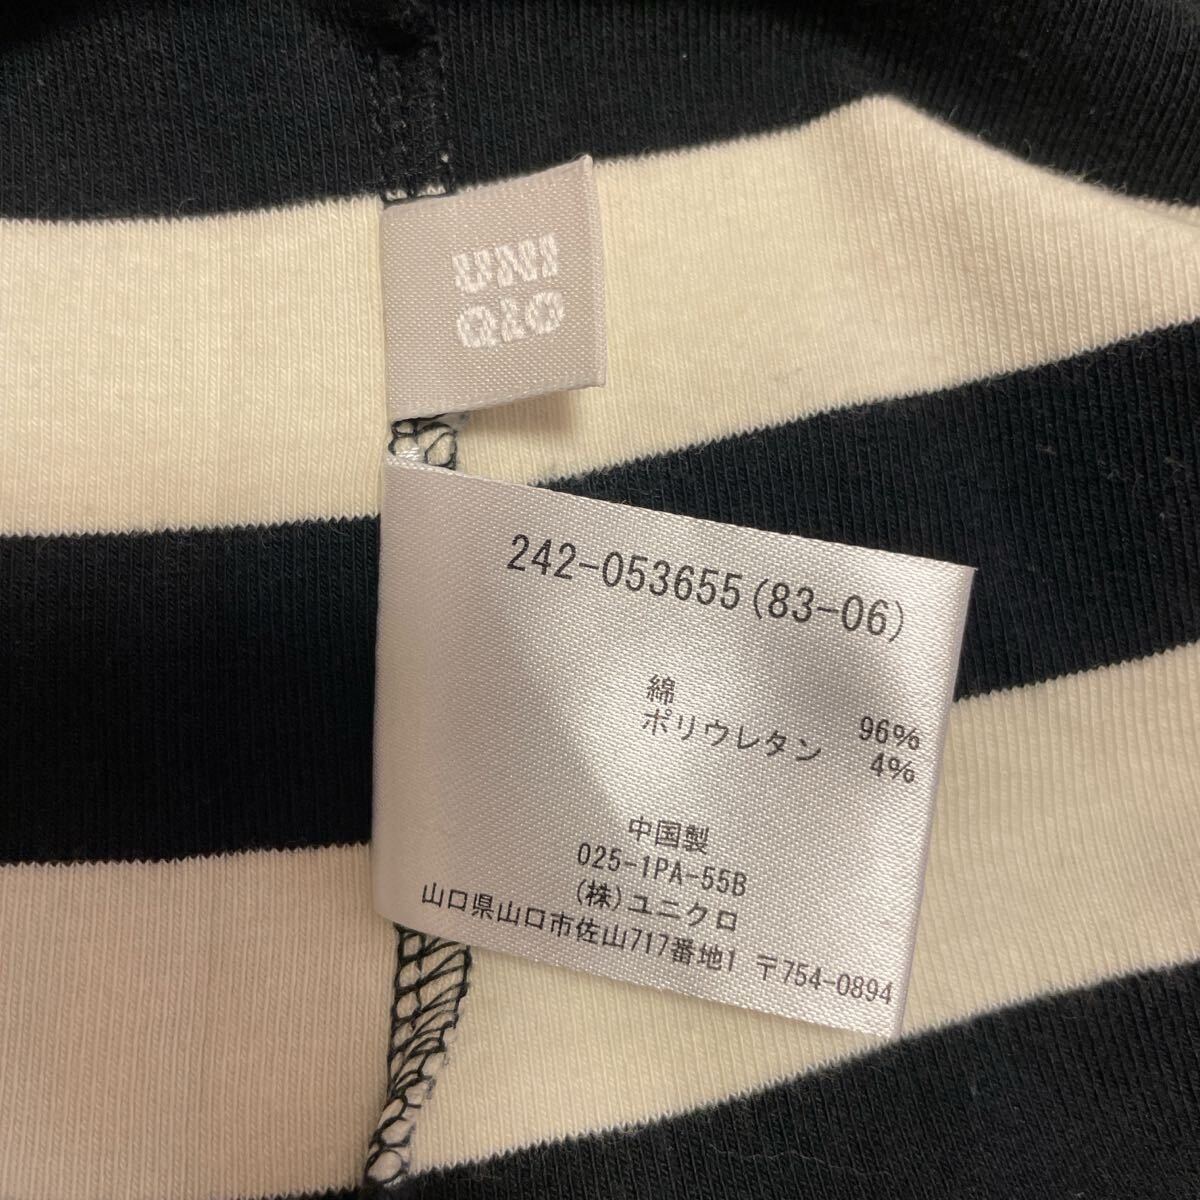 UNI
QLO
242-053655(83-06)
綿 96%
ポリウレタン 4%
中国製
025-1PA-55B
(株)ユニクロ
山口県山口市佐山717番地1 〒754-0894